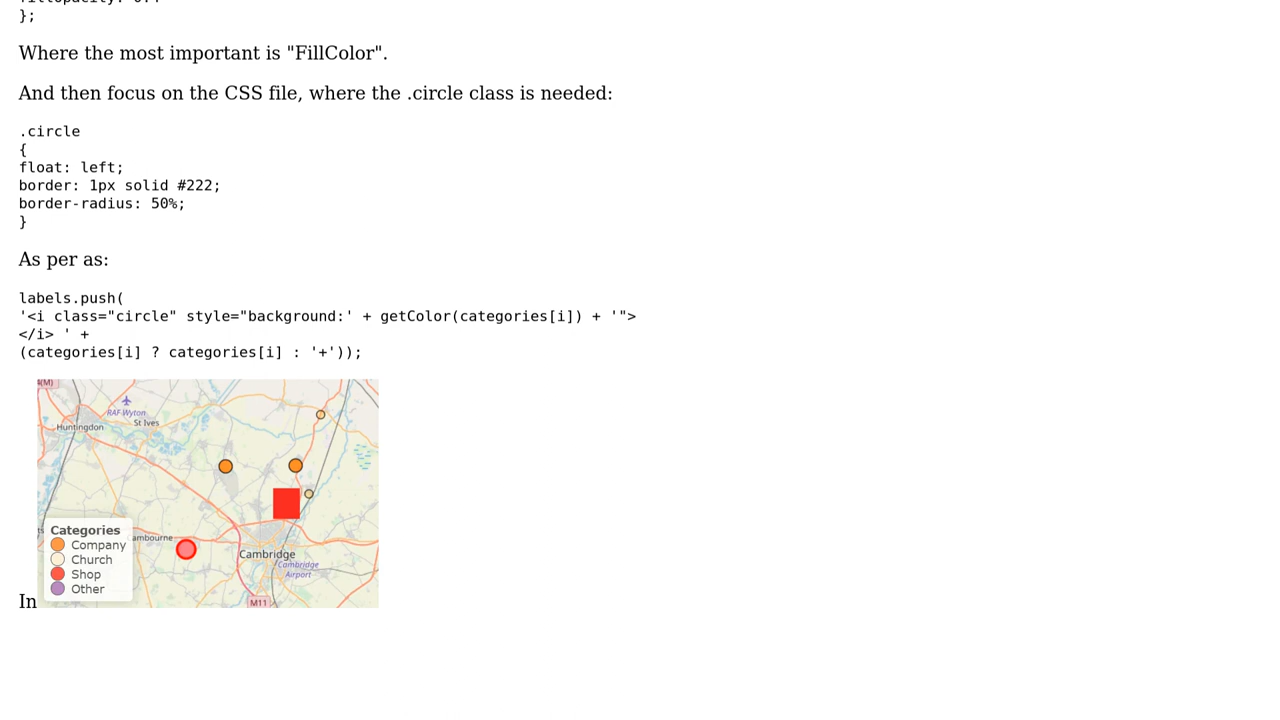 };
Where the most important is "FillColor".
And then focus on the CSS file, where the .circle class is needed:
.circle
{
float: left;
border: 1px solid #222;
border-radius: 50%;
}
As per as:
labels.push(
'<i class="circle" style="background:' + getColor(categories[i]) + '">
</i> ' +
(categories[i] ? categories[i] : '+'));
RAF Wyton
St Ives
Huntingdon
Categories
Company
Church
Shop
Other
ambourne
Cambridge
Cambridge
Airport
M11
In